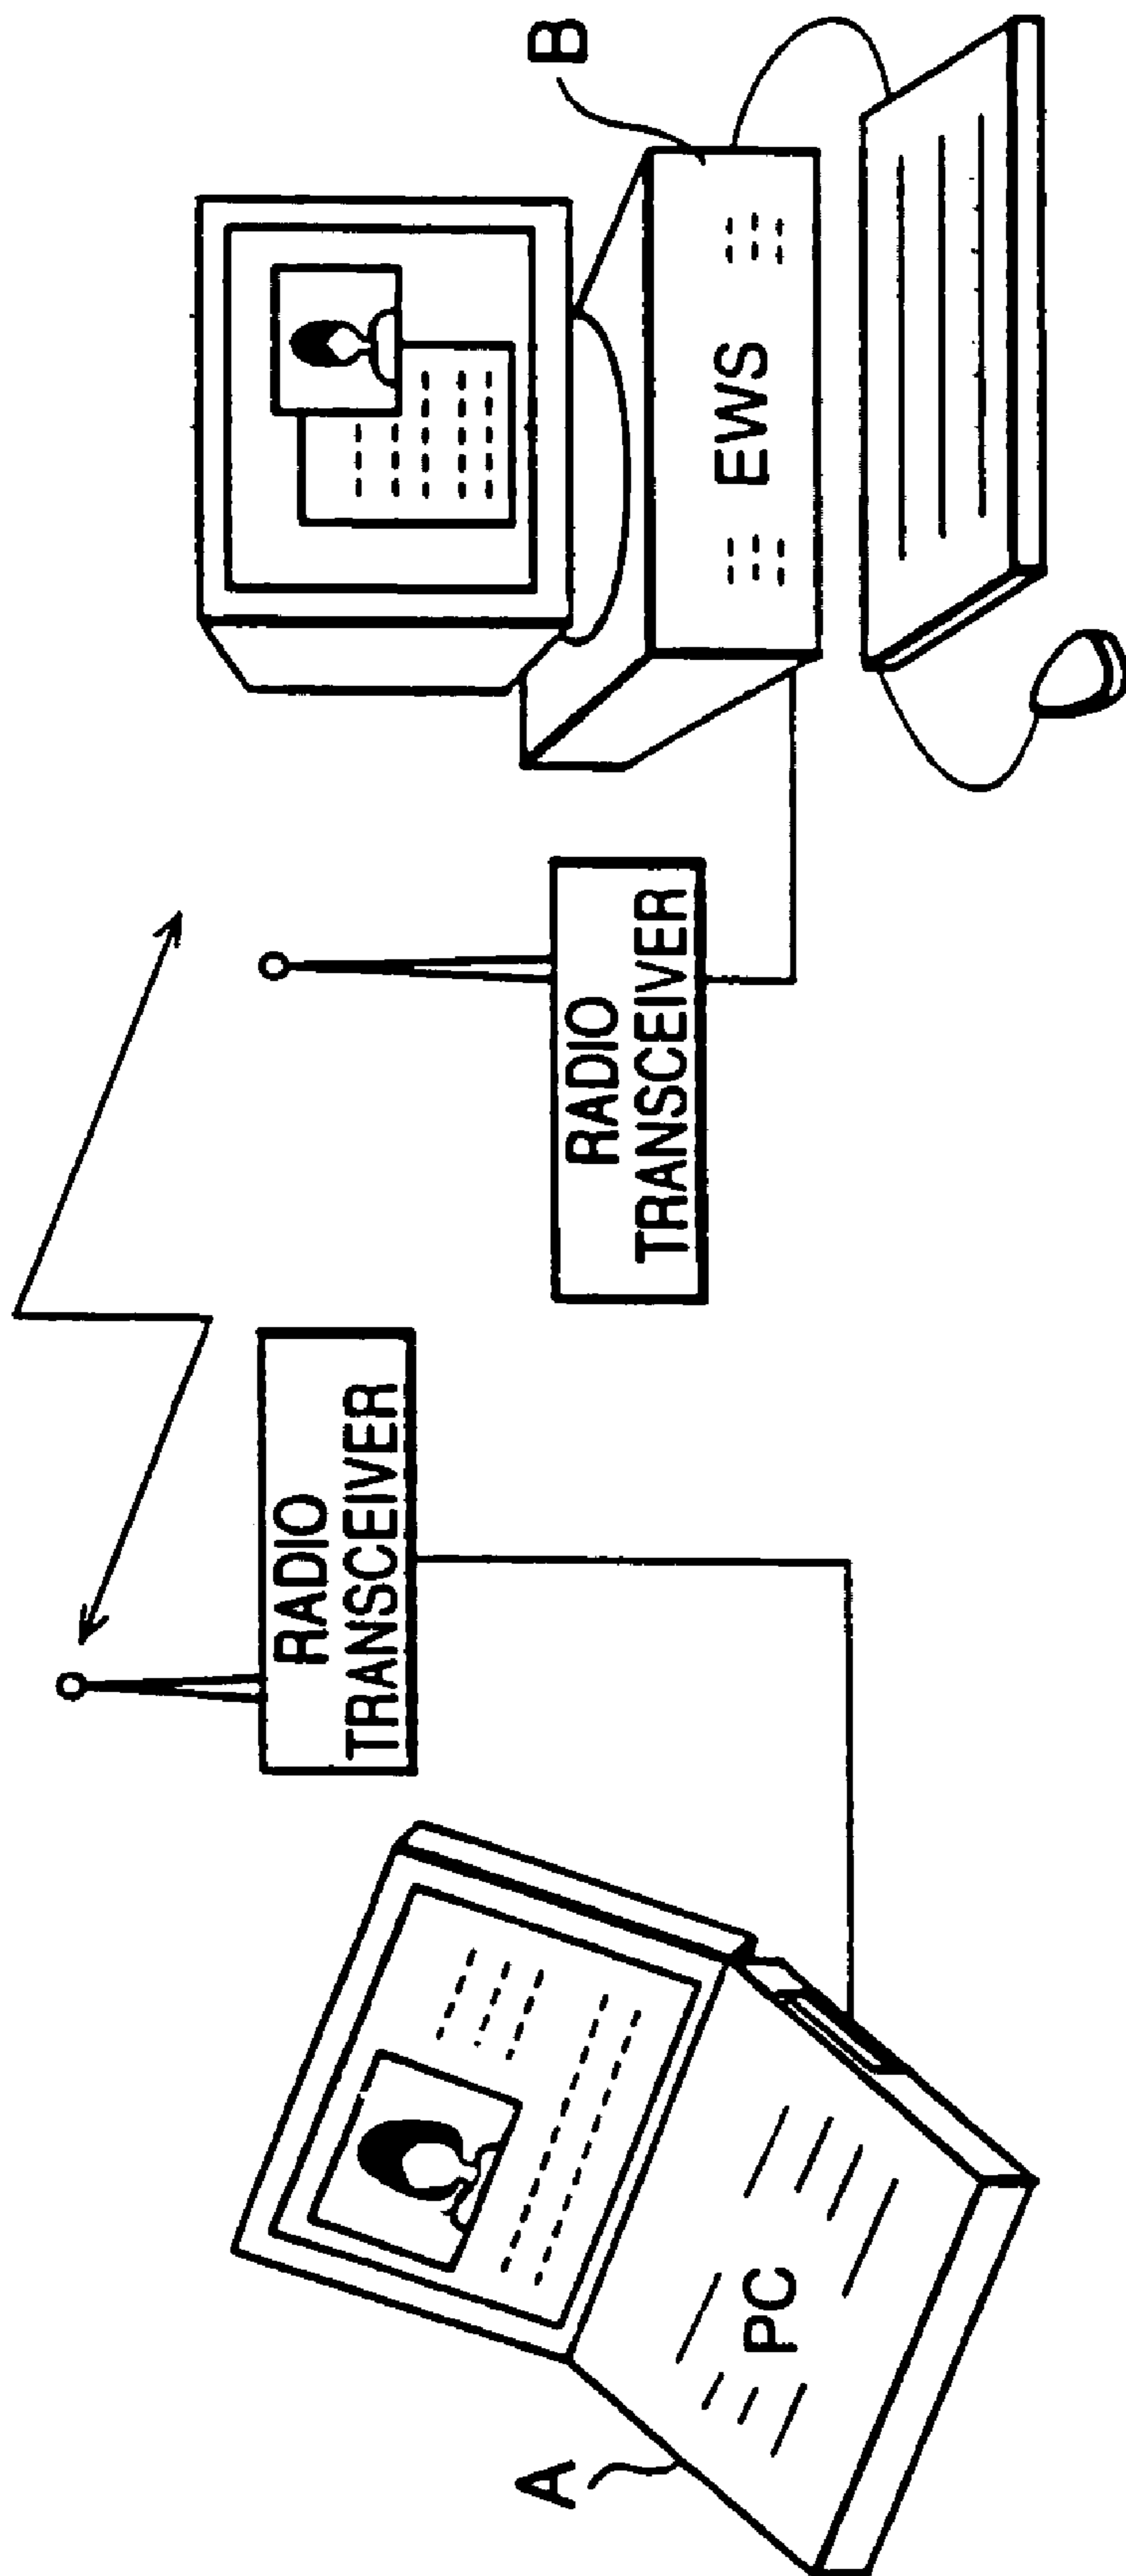 A
PC
RADIO
TRANSCEIVER
RADIO
TRANSCEIVER
EWS
B